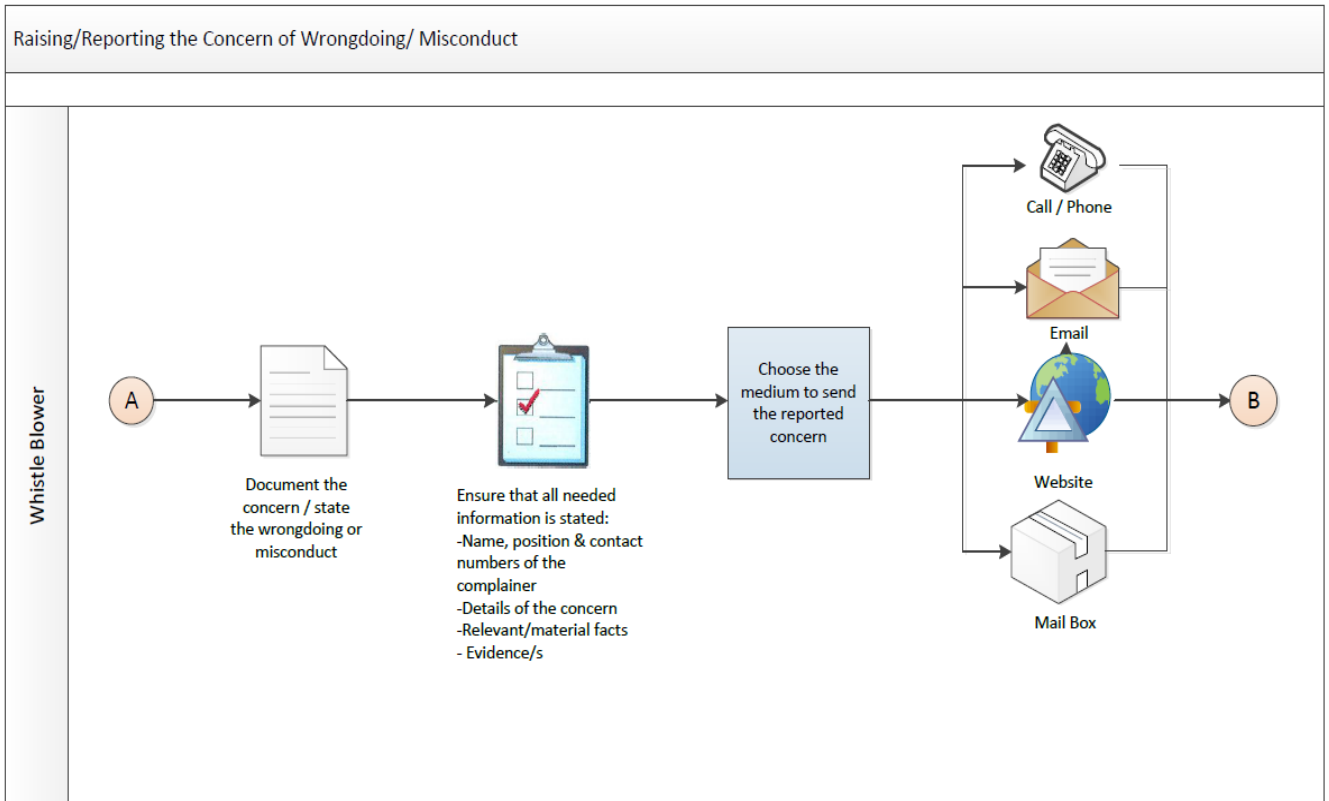 Raising/Reporting the Concern of Wrongdoing/ Misconduct
Whistle Blower
A
Document the
concern / state
the wrongdoing or
misconduct
Ensure that all needed
information is stated:
-Name, position & contact
numbers of the
complainer
-Details of the concern
-Relevant/material facts
- Evidence/s
Choose the
medium to send
the reported
concern
Call / Phone
Email
Website
Mail Box
B